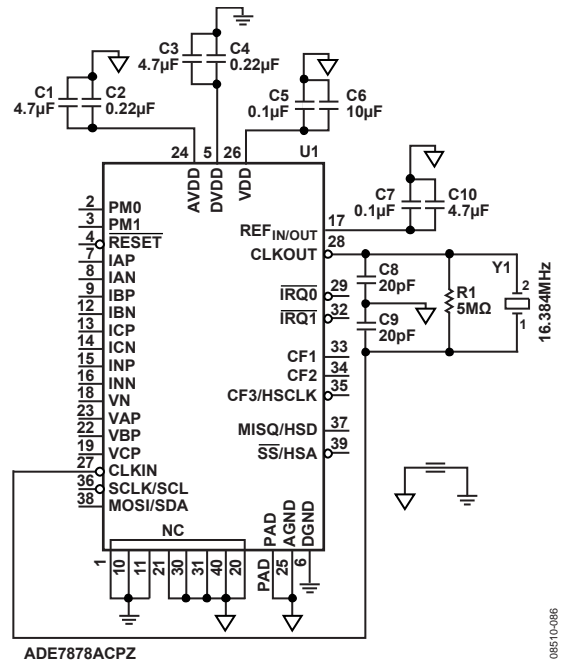 C3
4.7µF
C4
0.22µF
C1
4.7µF
C2
0.22µF
C5
0.1µF
C6
10µF
24
5
26
U1
AVDD
DVDD
VDD
C7
0.1µF
C10
4.7µF
2 PM0
3 PM1
4 RESET
7 IAP
8 IAN
9 IBP
12 IBN
13 ICP
14 ICN
15 INP
16 INN
18 VN
23 VAP
22 VBP
19 VCP
27 CLKIN
36 SCLK/SCL
38 MOSI/SDA
REFIN/OUT 17
CLKOUT 28
IRQ0 29
IRQ1 32
CF1 33
CF2 34
CF3/HSCLK 35
MISQ/HSD 37
SS/HSA 39
C8
20pF
C9
20pF
R1
5MΩ
Y1
2
1
16.384MHz
NC
PAD
AGND
DGND
1
10
11
21
30
31
40
20
PAD
25
6
ADE7878ACPZ
08510-086